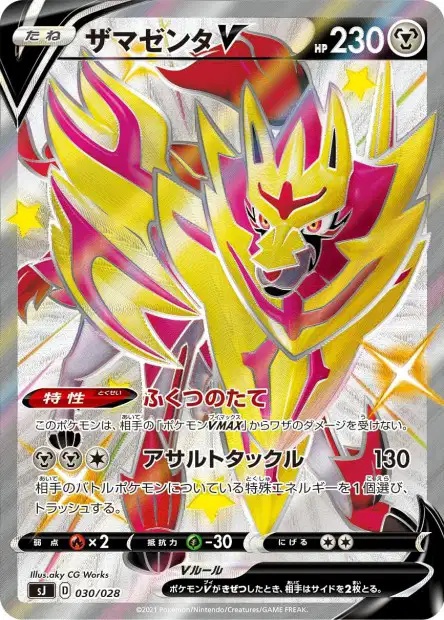 たね ザマゼンタV HP 230
特性 とくせい ふくつのたて
このポケモンは、相手の「ポケモンVMAX」からワザのダメージを受けない。
アサルトタックル 130
相手のバトルポケモンについている特殊エネルギーを1個選び、
トラッシュする。
弱点 ×2 抵抗力 -30 にげる
Illus.aky CG Works
sJ D 030/028
Vルール
ポケモンVがきぜつしたとき、相手はサイドを2枚とる。
©2021 Pokémon/Nintendo/Creatures/GAME FREAK.